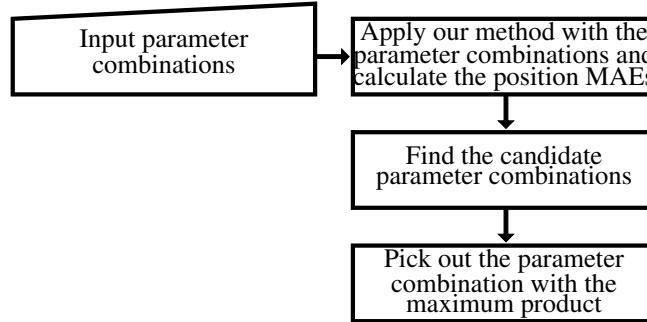 Input parameter
combinations
Apply our method with the
parameter combinations and
calculate the position MAEs
Find the candidate
parameter combinations
Pick out the parameter
combination with the
maximum product